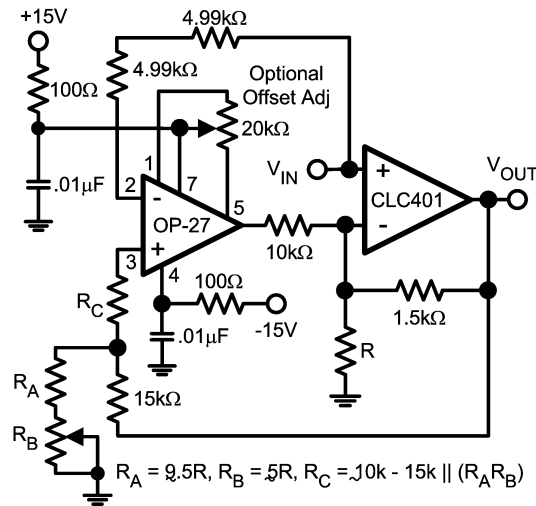 +15V
4.99kΩ
4.99kΩ
100Ω
Optional
Offset Adj
20kΩ
1
7
V_IN
V_OUT
.01µF
2
-
5
+
CLC401
OP-27
-
3
+
4
10kΩ
100Ω
R_C
1.5kΩ
.01µF
-15V
R
R_A
15kΩ
R_B
R_A = ̰9.5R, R_B = ̰5R, R_C = ̰10k - 15k || (R_AR_B)